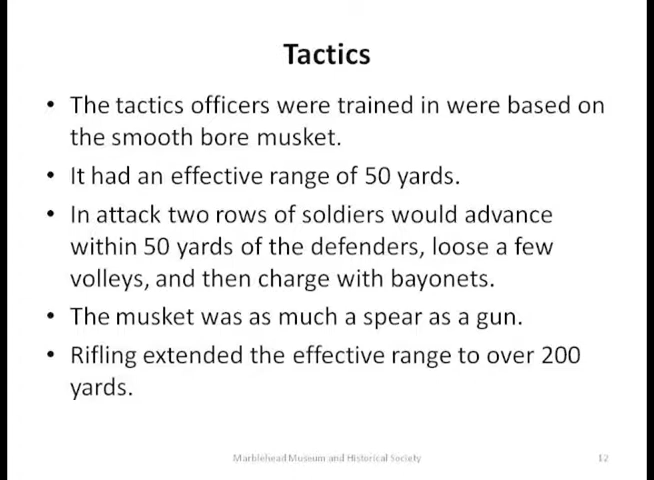 Tactics
• The tactics officers were trained in were based on
the smooth bore musket.
• It had an effective range of 50 yards.
• In attack two rows of soldiers would advance
within 50 yards of the defenders, loose a few
volleys, and then charge with bayonets.
• The musket was as much a spear as a gun.
• Rifling extended the effective range to over 200
yards.
Marblehead Museum and Historical Society
12